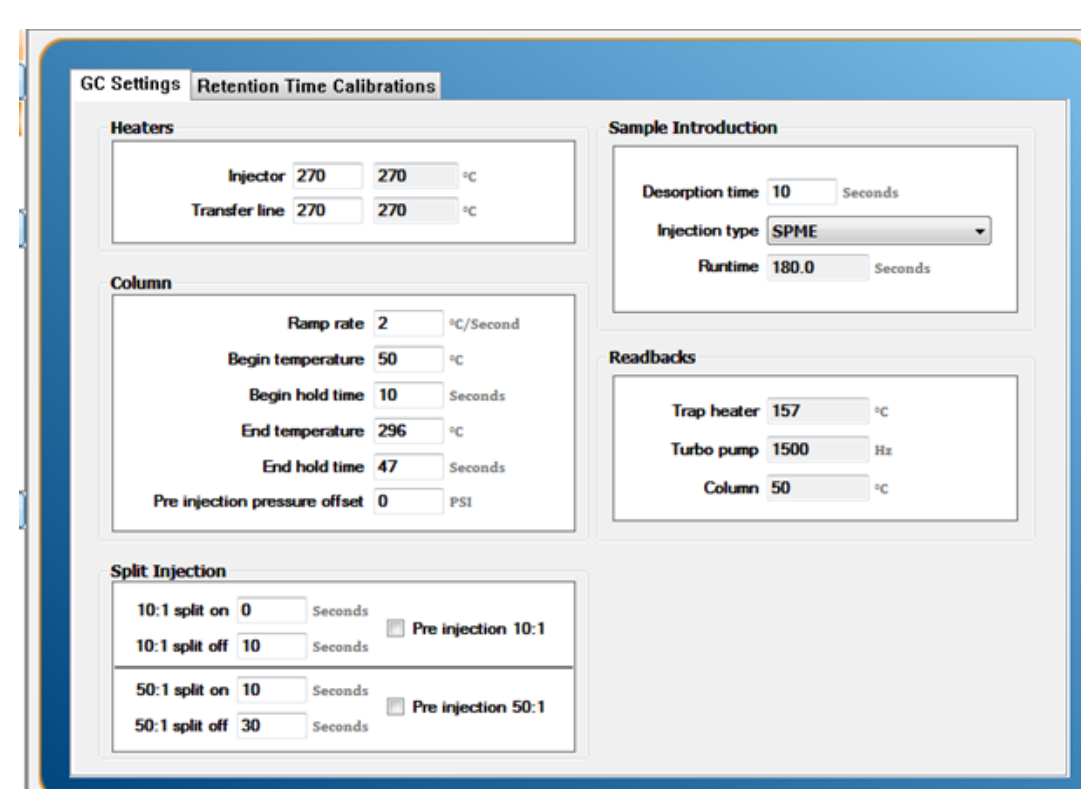 GC Settings Retention Time Calibrations
Heaters
Injector 270 270 °C
Transfer line 270 270 °C
Column
Ramp rate 2 °C/Second
Begin temperature 50 °C
Begin hold time 10 Seconds
End temperature 296 °C
End hold time 47 Seconds
Pre injection pressure offset 0 PSI
Split Injection
10:1 split on 0 Seconds
Pre injection 10:1
10:1 split off 10 Seconds
50:1 split on 10 Seconds
Pre injection 50:1
50:1 split off 30 Seconds
Sample Introduction
Desorption time 10 Seconds
Injection type SPME
Runtime 180.0 Seconds
Readbacks
Trap heater 157 °C
Turbo pump 1500 Hz
Column 50 °C